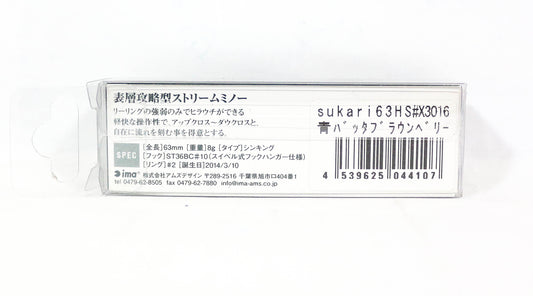 表層攻略型ストリームミノー
リーリングの強弱のみでヒラウチができる
軽快な操作性で、アップクロス〜ダウクロスと、
自在に流れを刻む事を得意とする。
SPEC
[全長]63mm [重量]8g [タイプ]シンキング
[フック]ST36BC#10(スイベル式フックハンガー仕様)
[リング]#2 [誕生日]2014/3/10
ima 株式会社アムスデザイン 〒289-2516 千葉県旭市ロ404番1
tel 0479-62-8505 fax 0479-62-7880 info@ima-ams.co.jp
sukari63HS#X3016
青バッタブラウンベリー
4 539625 044107